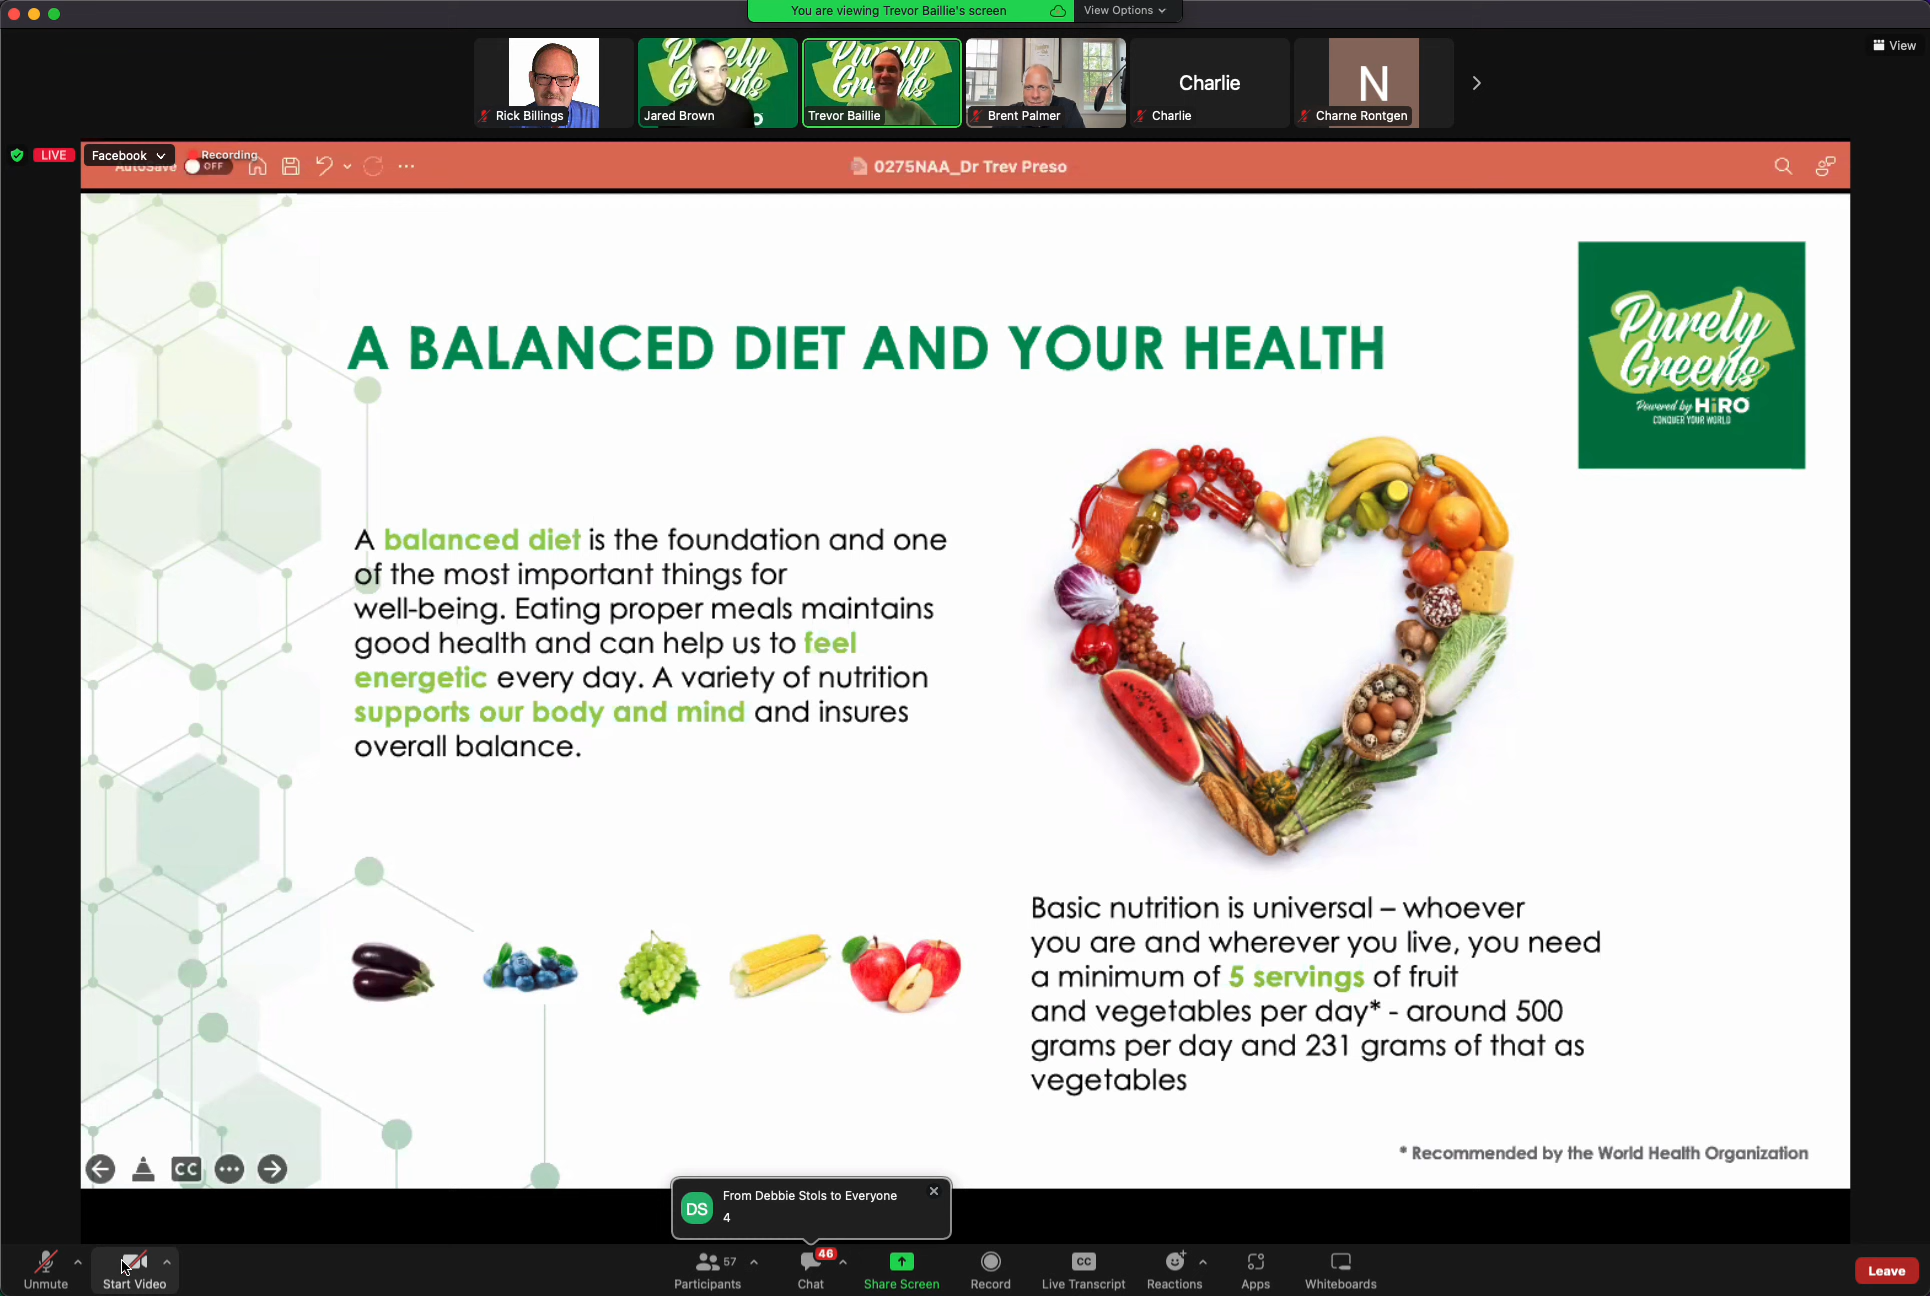 You are viewing Trevor Baillie's screen
View Options
View
Rick Billings
Jared Brown
Purely Greens
Trevor Baillie
Brent Palmer
Charlie
Charlie
N
Charne Rontgen
LIVE
Facebook
Recording
AutoSave
OFF
0275NAA_Dr Trev Preso
A BALANCED DIET AND YOUR HEALTH
Purely
Greens
Powered by HiRO
CONQUER YOUR WORLD
A balanced diet is the foundation and one
of the most important things for
well-being. Eating proper meals maintains
good health and can help us to feel
energetic every day. A variety of nutrition
supports our body and mind and insures
overall balance.
Basic nutrition is universal – whoever
you are and wherever you live, you need
a minimum of 5 servings of fruit
and vegetables per day* - around 500
grams per day and 231 grams of that as
vegetables
* Recommended by the World Health Organization
CC
DS
From Debbie Stols to Everyone
4
Unmute
Start Video
57
Participants
46
Chat
Share Screen
Record
CC
Live Transcript
Reactions
Apps
Whiteboards
Leave